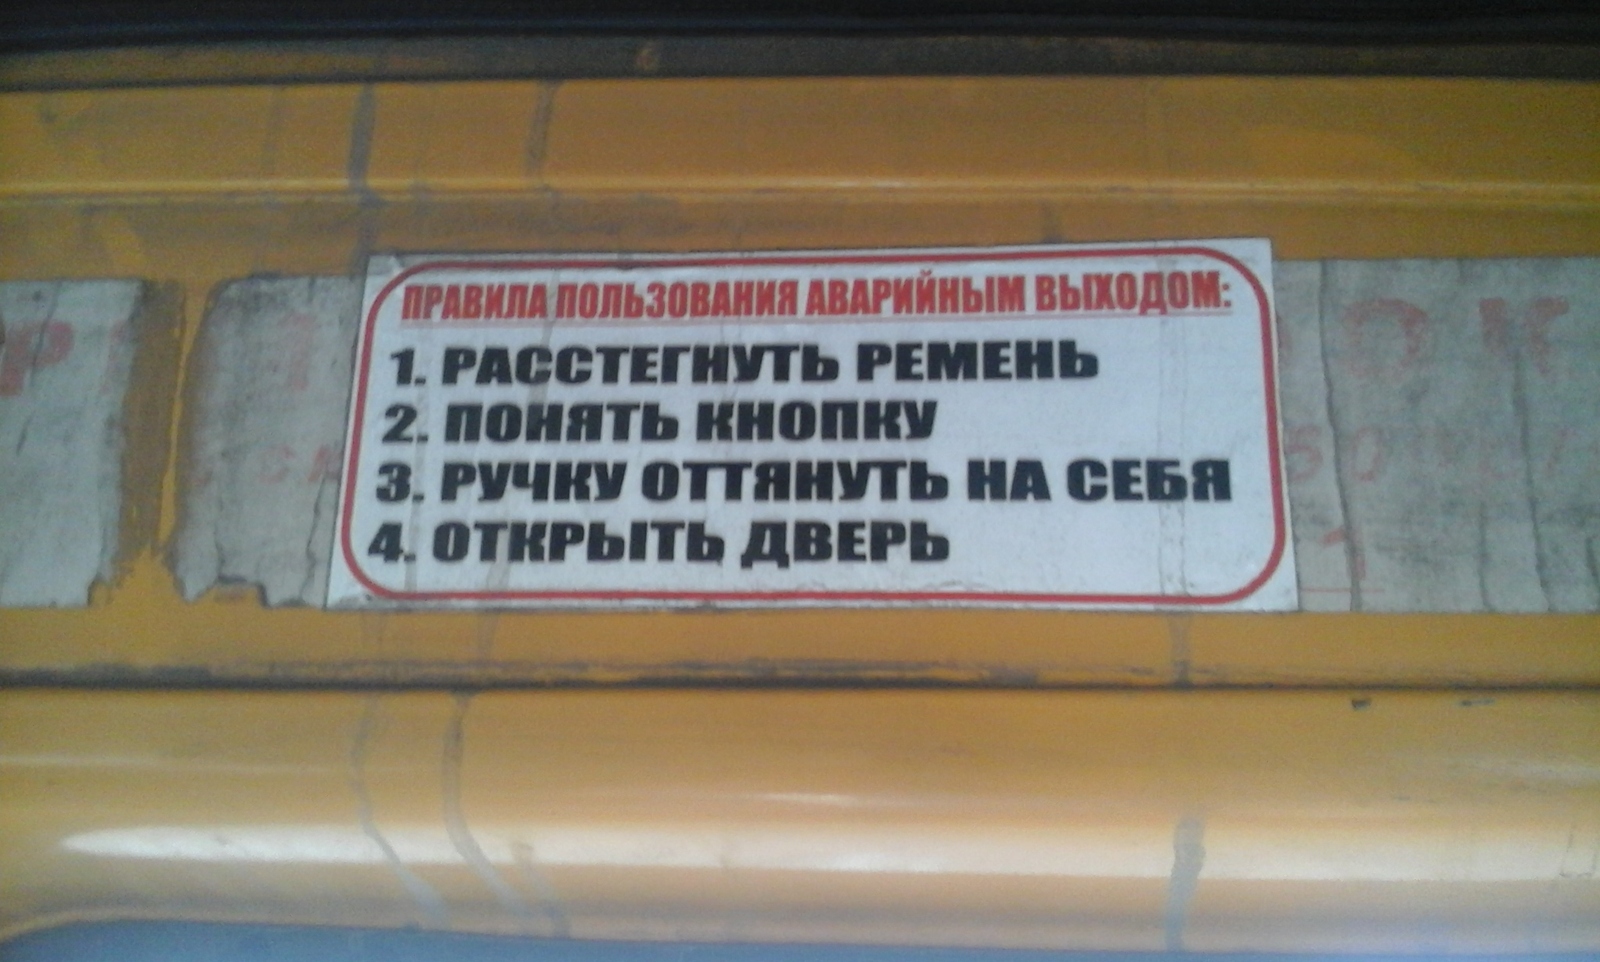 ПРАВИЛА ПОЛЬЗОВАНИЯ АВАРИЙНЫМ ВЫХОДОМ:
1. РАССТЕГНУТЬ РЕМЕНЬ
2. ПОНЯТЬ КНОПКУ
3. РУЧКУ ОТТЯНУТЬ НА СЕБЯ
4. ОТКРЫТЬ ДВЕРЬ